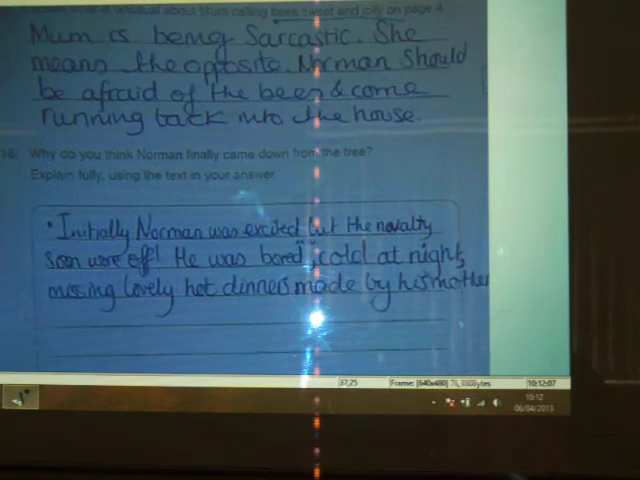 unusual about Mum calling bees sweet and jolly on page 4.
Mum is being Sarcastic. She
means the opposite. Norman should
be afraid of the bees & come
running back into the house.
16. Why do you think Norman finally came down from the tree?
Explain fully, using the text in your answer
• Initially Norman was excited but the novalty
soon wore off! He was bored, cold at night,
missing lovely hot dinners made by his mother
37,25 Frame: [640x480] 10:12:07
10:12
06/04/2013